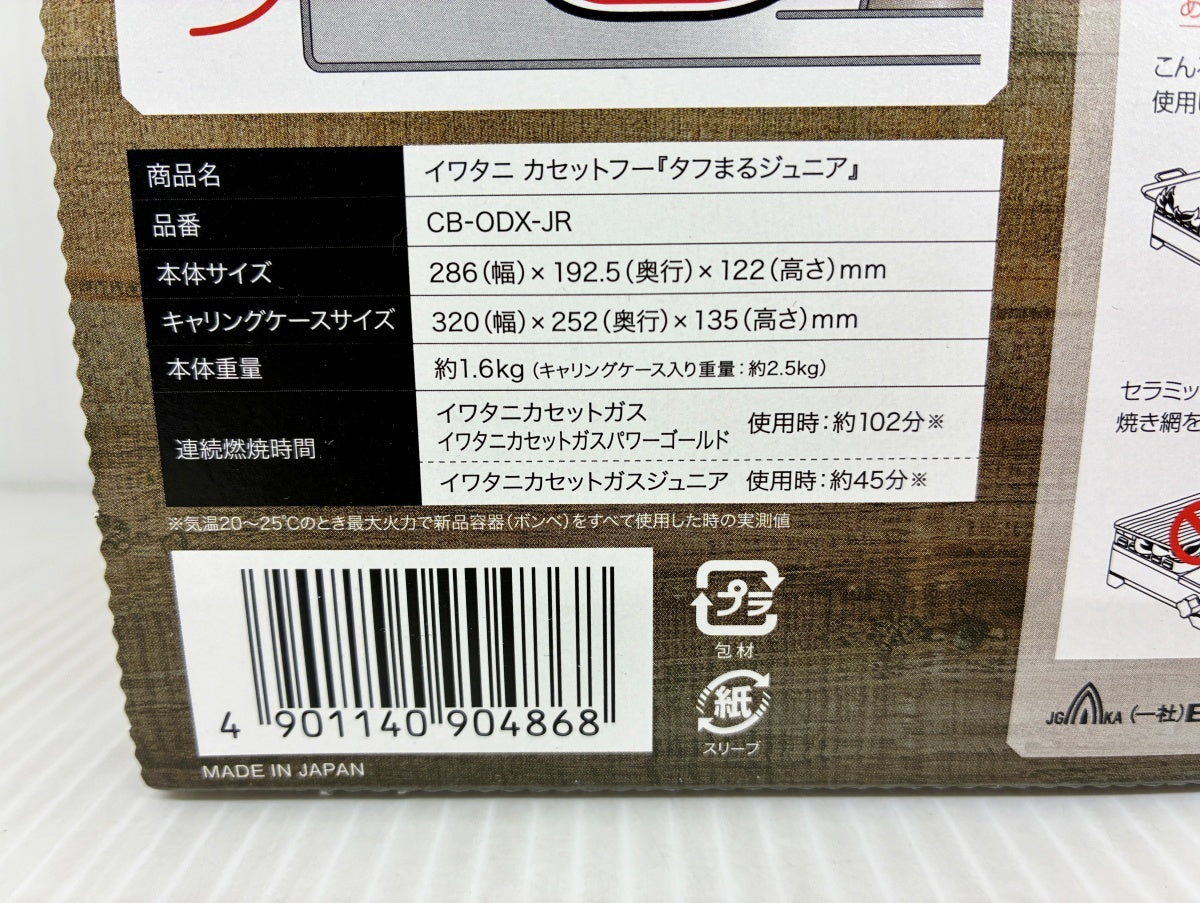 商品名 イワタニ カセットフー『タフまるジュニア』
品番 CB-ODX-JR
本体サイズ 286(幅)×192.5(奥行)×122(高さ)mm
キャリングケースサイズ 320(幅)×252(奥行)×135(高さ)mm
本体重量 約1.6kg (キャリングケース入り重量:約2.5kg)
連続燃焼時間
イワタニカセットガス
イワタニカセットガスパワーゴールド 使用時:約102分※
イワタニカセットガスジュニア 使用時:約45分※
※気温20~25℃のとき最大火力で新品容器(ボンベ)をすべて使用した時の実測値
4 901140 904868
MADE IN JAPAN
プラ
包材
紙
スリーブ
こん
使用
セラミッ
焼き網を
JG KA (一社)